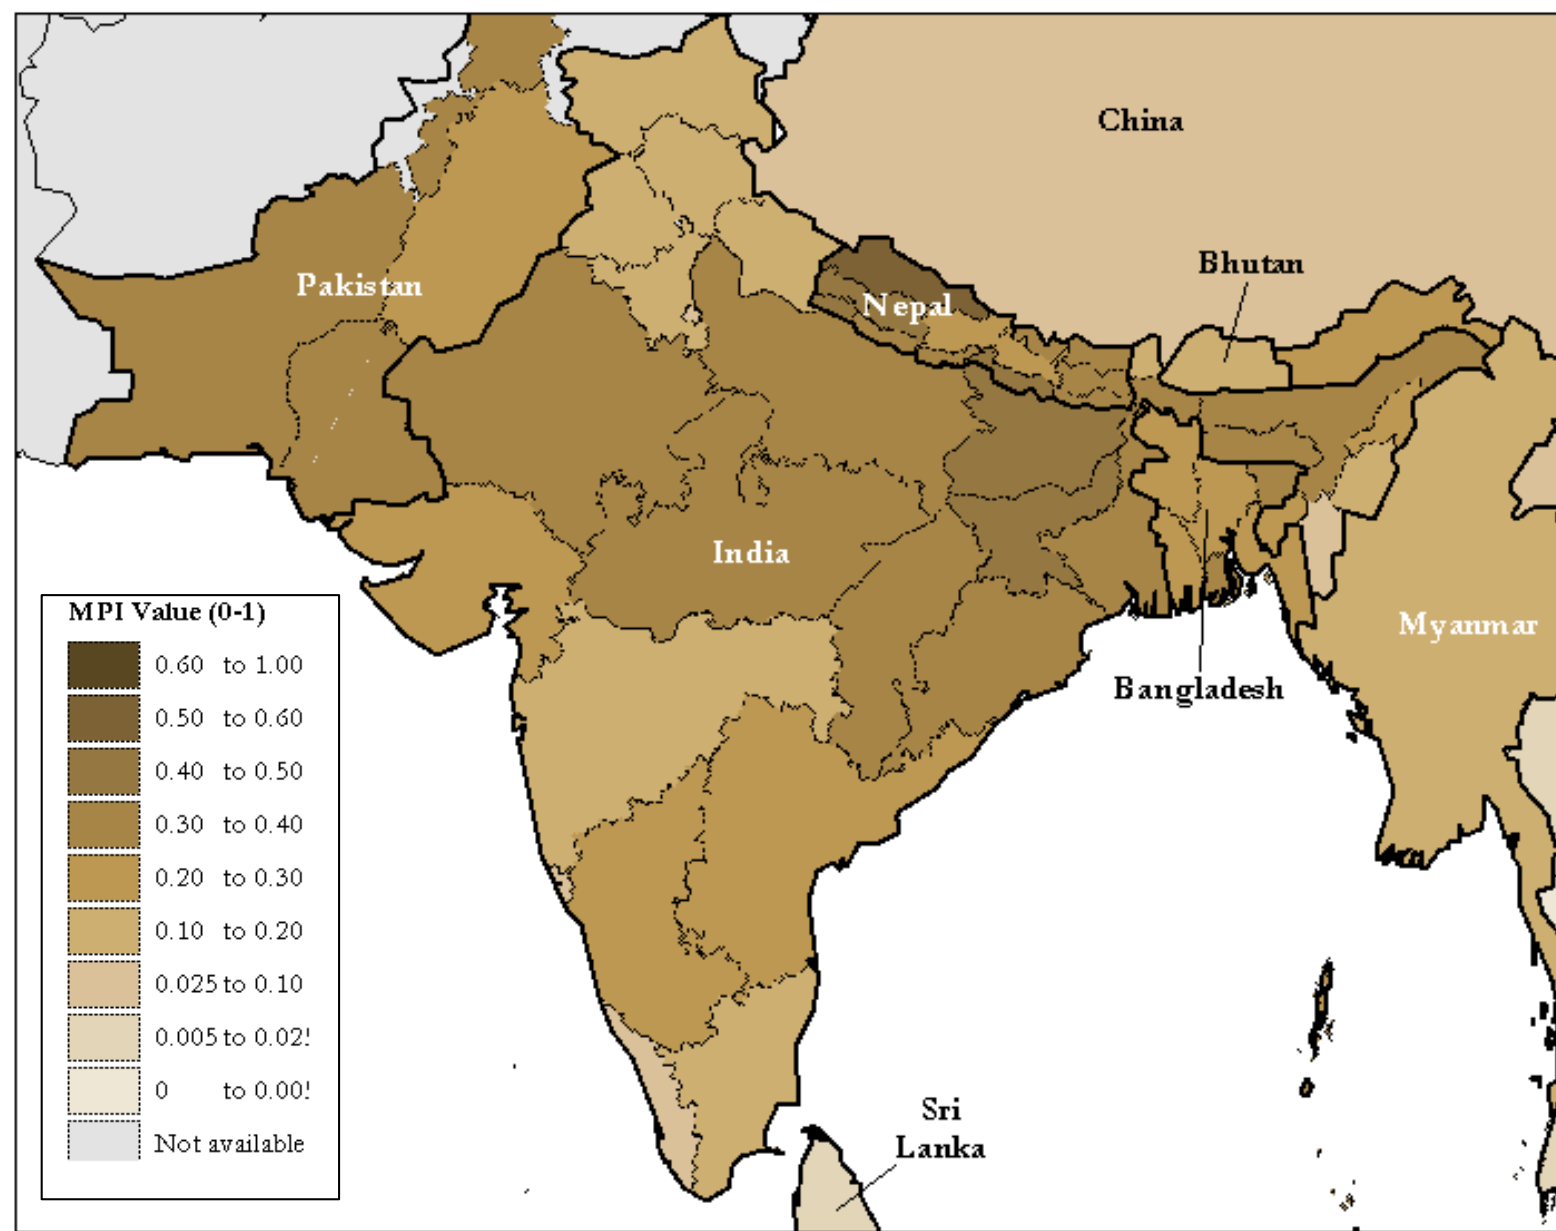 China
Bhutan
Pakistan
Nepal
India
MPI Value (0-1)
0.60 to 1.00
0.50 to 0.60
0.40 to 0.50
0.30 to 0.40
0.20 to 0.30
0.10 to 0.20
0.025 to 0.10
0.005 to 0.02
0 to 0.00
Not available
Myanmar
Bangladesh
Sri
Lanka